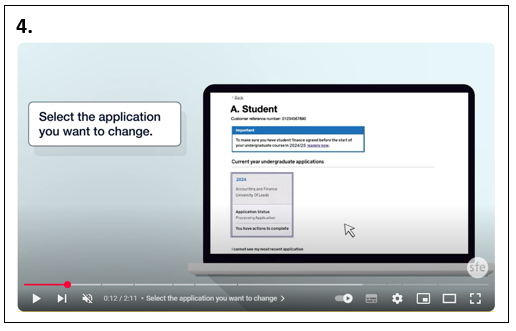 4.
Select the application
you want to change.
‹ Back
A. Student
Customer reference number: 01234567890
Important
To make sure you have student finance agreed before the start of
your undergraduate course in 2024/25 reapply now.
Current year undergraduate applications
2024
Accounting and Finance
University Of Leeds
Application Status
Processing Application
You have actions to complete
I cannot see my most recent application
sfe
0:12 / 2:11 • Select the application you want to change >